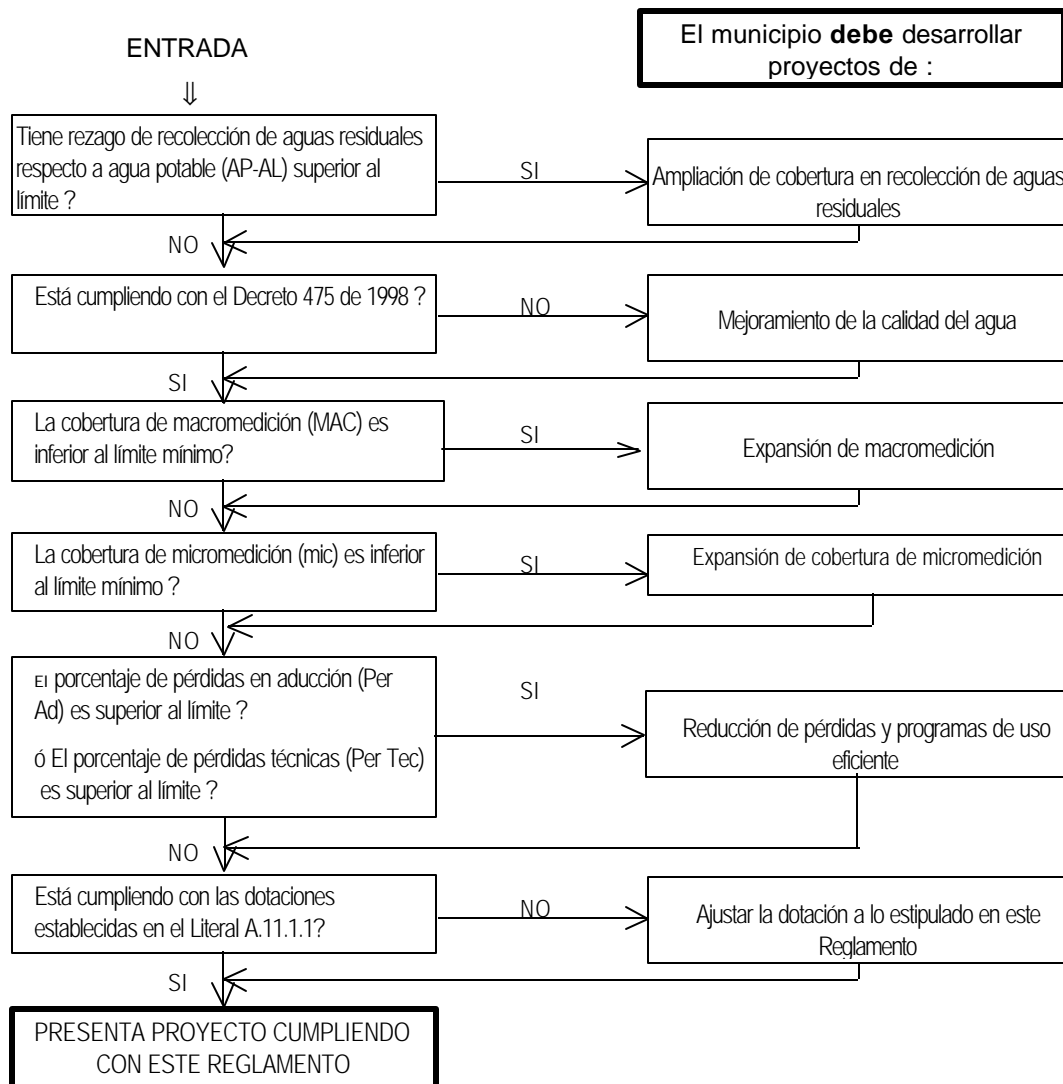 ENTRADA
El municipio debe desarrollar
proyectos de :
⇓
Tiene rezago de recolección de aguas residuales
respecto a agua potable (AP-AL) superior al
límite ?
SI
Ampliación de cobertura en recolección de aguas
residuales
NO
Está cumpliendo con el Decreto 475 de 1998 ?
NO
Mejoramiento de la calidad del agua
SI
La cobertura de macromedición (MAC) es
inferior al límite mínimo?
SI
Expansión de macromedición
NO
La cobertura de micromedición (mic) es inferior
al límite mínimo ?
SI
Expansión de cobertura de micromedición
NO
El porcentaje de pérdidas en aducción (Per
Ad) es superior al límite ?
ó El porcentaje de pérdidas técnicas (Per Tec)
es superior al límite ?
SI
Reducción de pérdidas y programas de uso
eficiente
NO
Está cumpliendo con las dotaciones
establecidas en el Literal A.11.1.1?
NO
Ajustar la dotación a lo estipulado en este
Reglamento
SI
PRESENTA PROYECTO CUMPLIENDO
CON ESTE REGLAMENTO